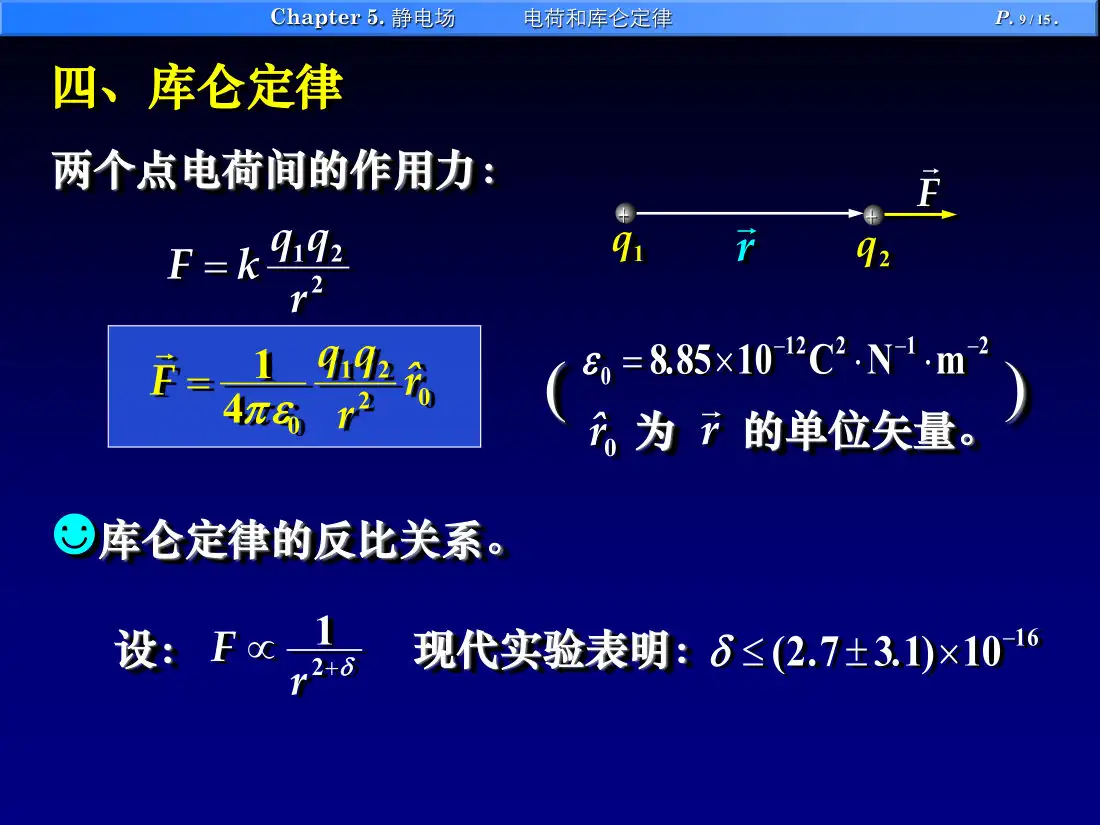 Chapter 5. 静电场 电荷和库仑定律 P. 9 / 15 .
四、库仑定律
两个点电荷间的作用力：
F = k q₁q₂ / r²
F⃗
q₁ r⃗ q₂
F⃗ = 1/(4πε₀) q₁q₂/r² r̂₀
( ε₀ = 8.85×10⁻¹² C² · N⁻¹ · m⁻²
r̂₀ 为 r⃗ 的单位矢量。 )
库仑定律的反比关系。
设： F ∝ 1/r^(2+δ) 现代实验表明：δ ≤ (2.7 ± 3.1) × 10⁻¹⁶